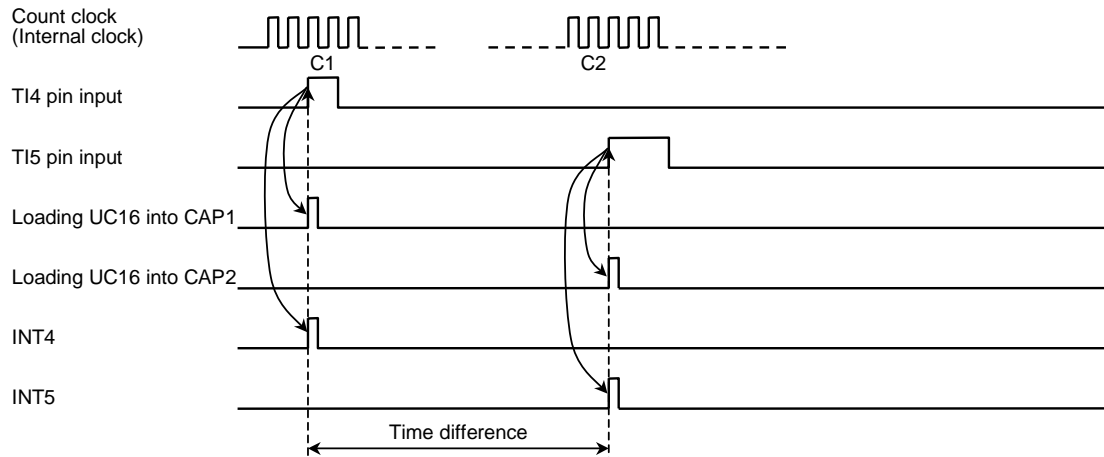 Count clock
(Internal clock)
C1
C2
TI4 pin input
TI5 pin input
Loading UC16 into CAP1
Loading UC16 into CAP2
INT4
INT5
Time difference